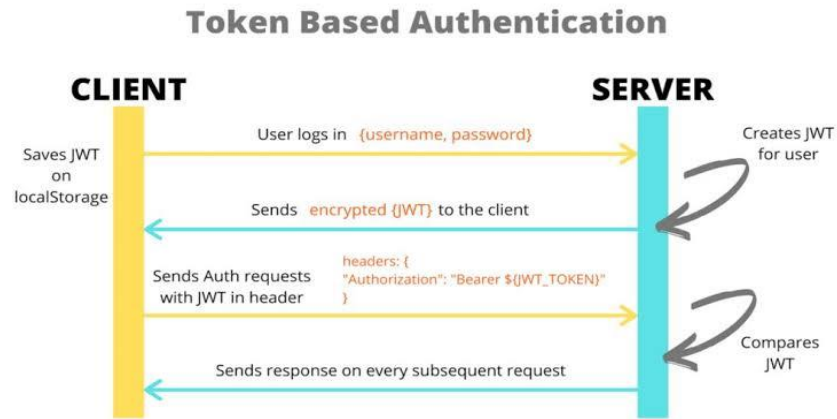 Token Based Authentication
CLIENT
SERVER
User logs in {username, password}
Creates JWT
for user
Saves JWT
on
localStorage
Sends encrypted {JWT} to the client
Sends Auth requests
with JWT in header
headers: {
"Authorization": "Bearer ${JWT_TOKEN}"
}
Compares
JWT
Sends response on every subsequent request